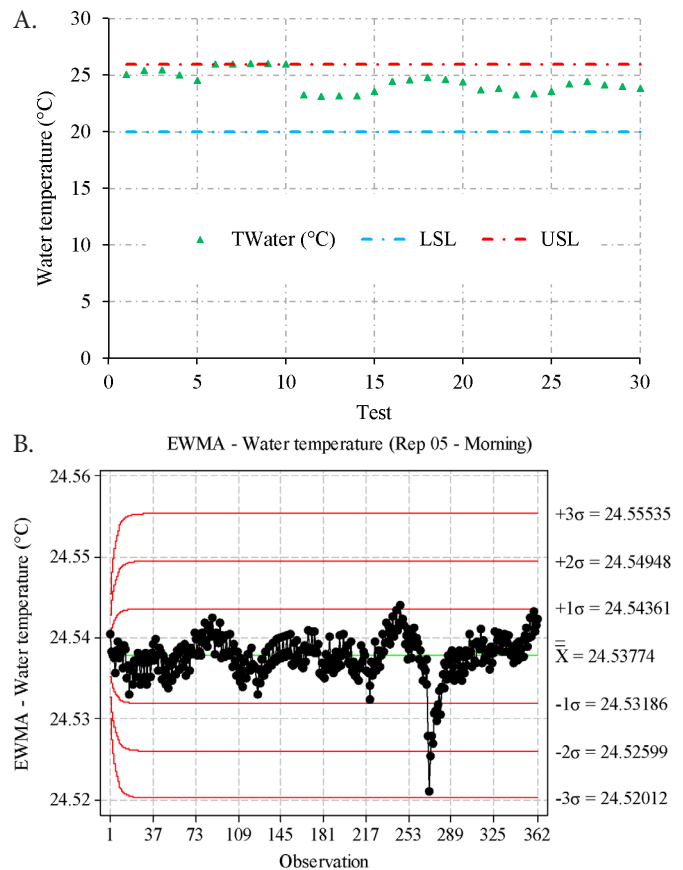 A.
30
25
20
15
10
5
0
Water temperature (°C)
TWater (°C) LSL USL
0 5 10 15 20 25 30
Test
B.
EWMA - Water temperature (Rep 05 - Morning)
24.56
24.55
24.54
24.53
24.52
EWMA - Water temperature (°C)
+3σ = 24.55535
+2σ = 24.54948
+1σ = 24.54361
X̿ = 24.53774
-1σ = 24.53186
-2σ = 24.52599
-3σ = 24.52012
1 37 73 109 145 181 217 253 289 325 362
Observation